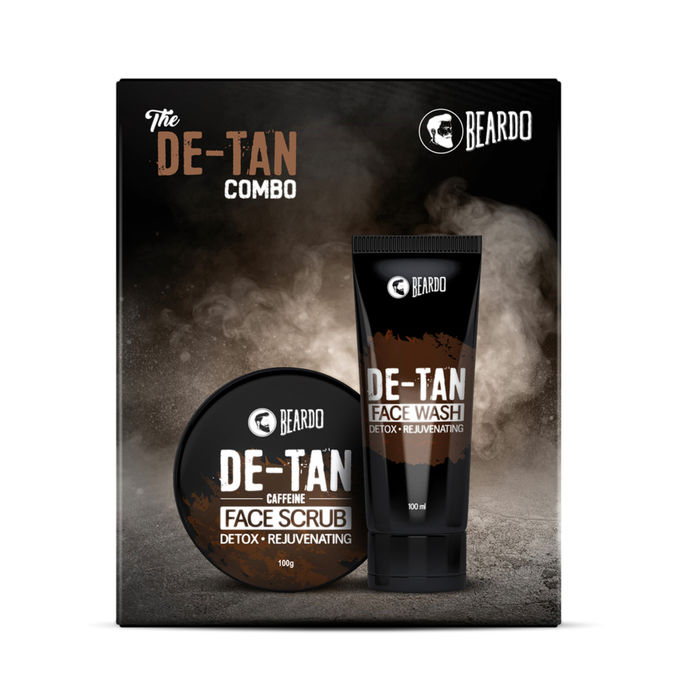 The
DE-TAN
COMBO
BEARDO
BEARDO
DE-TAN
FACE WASH
DETOX • REJUVENATING
100 ml
BEARDO
DE-TAN
CAFFEINE
FACE SCRUB
DETOX • REJUVENATING
100g